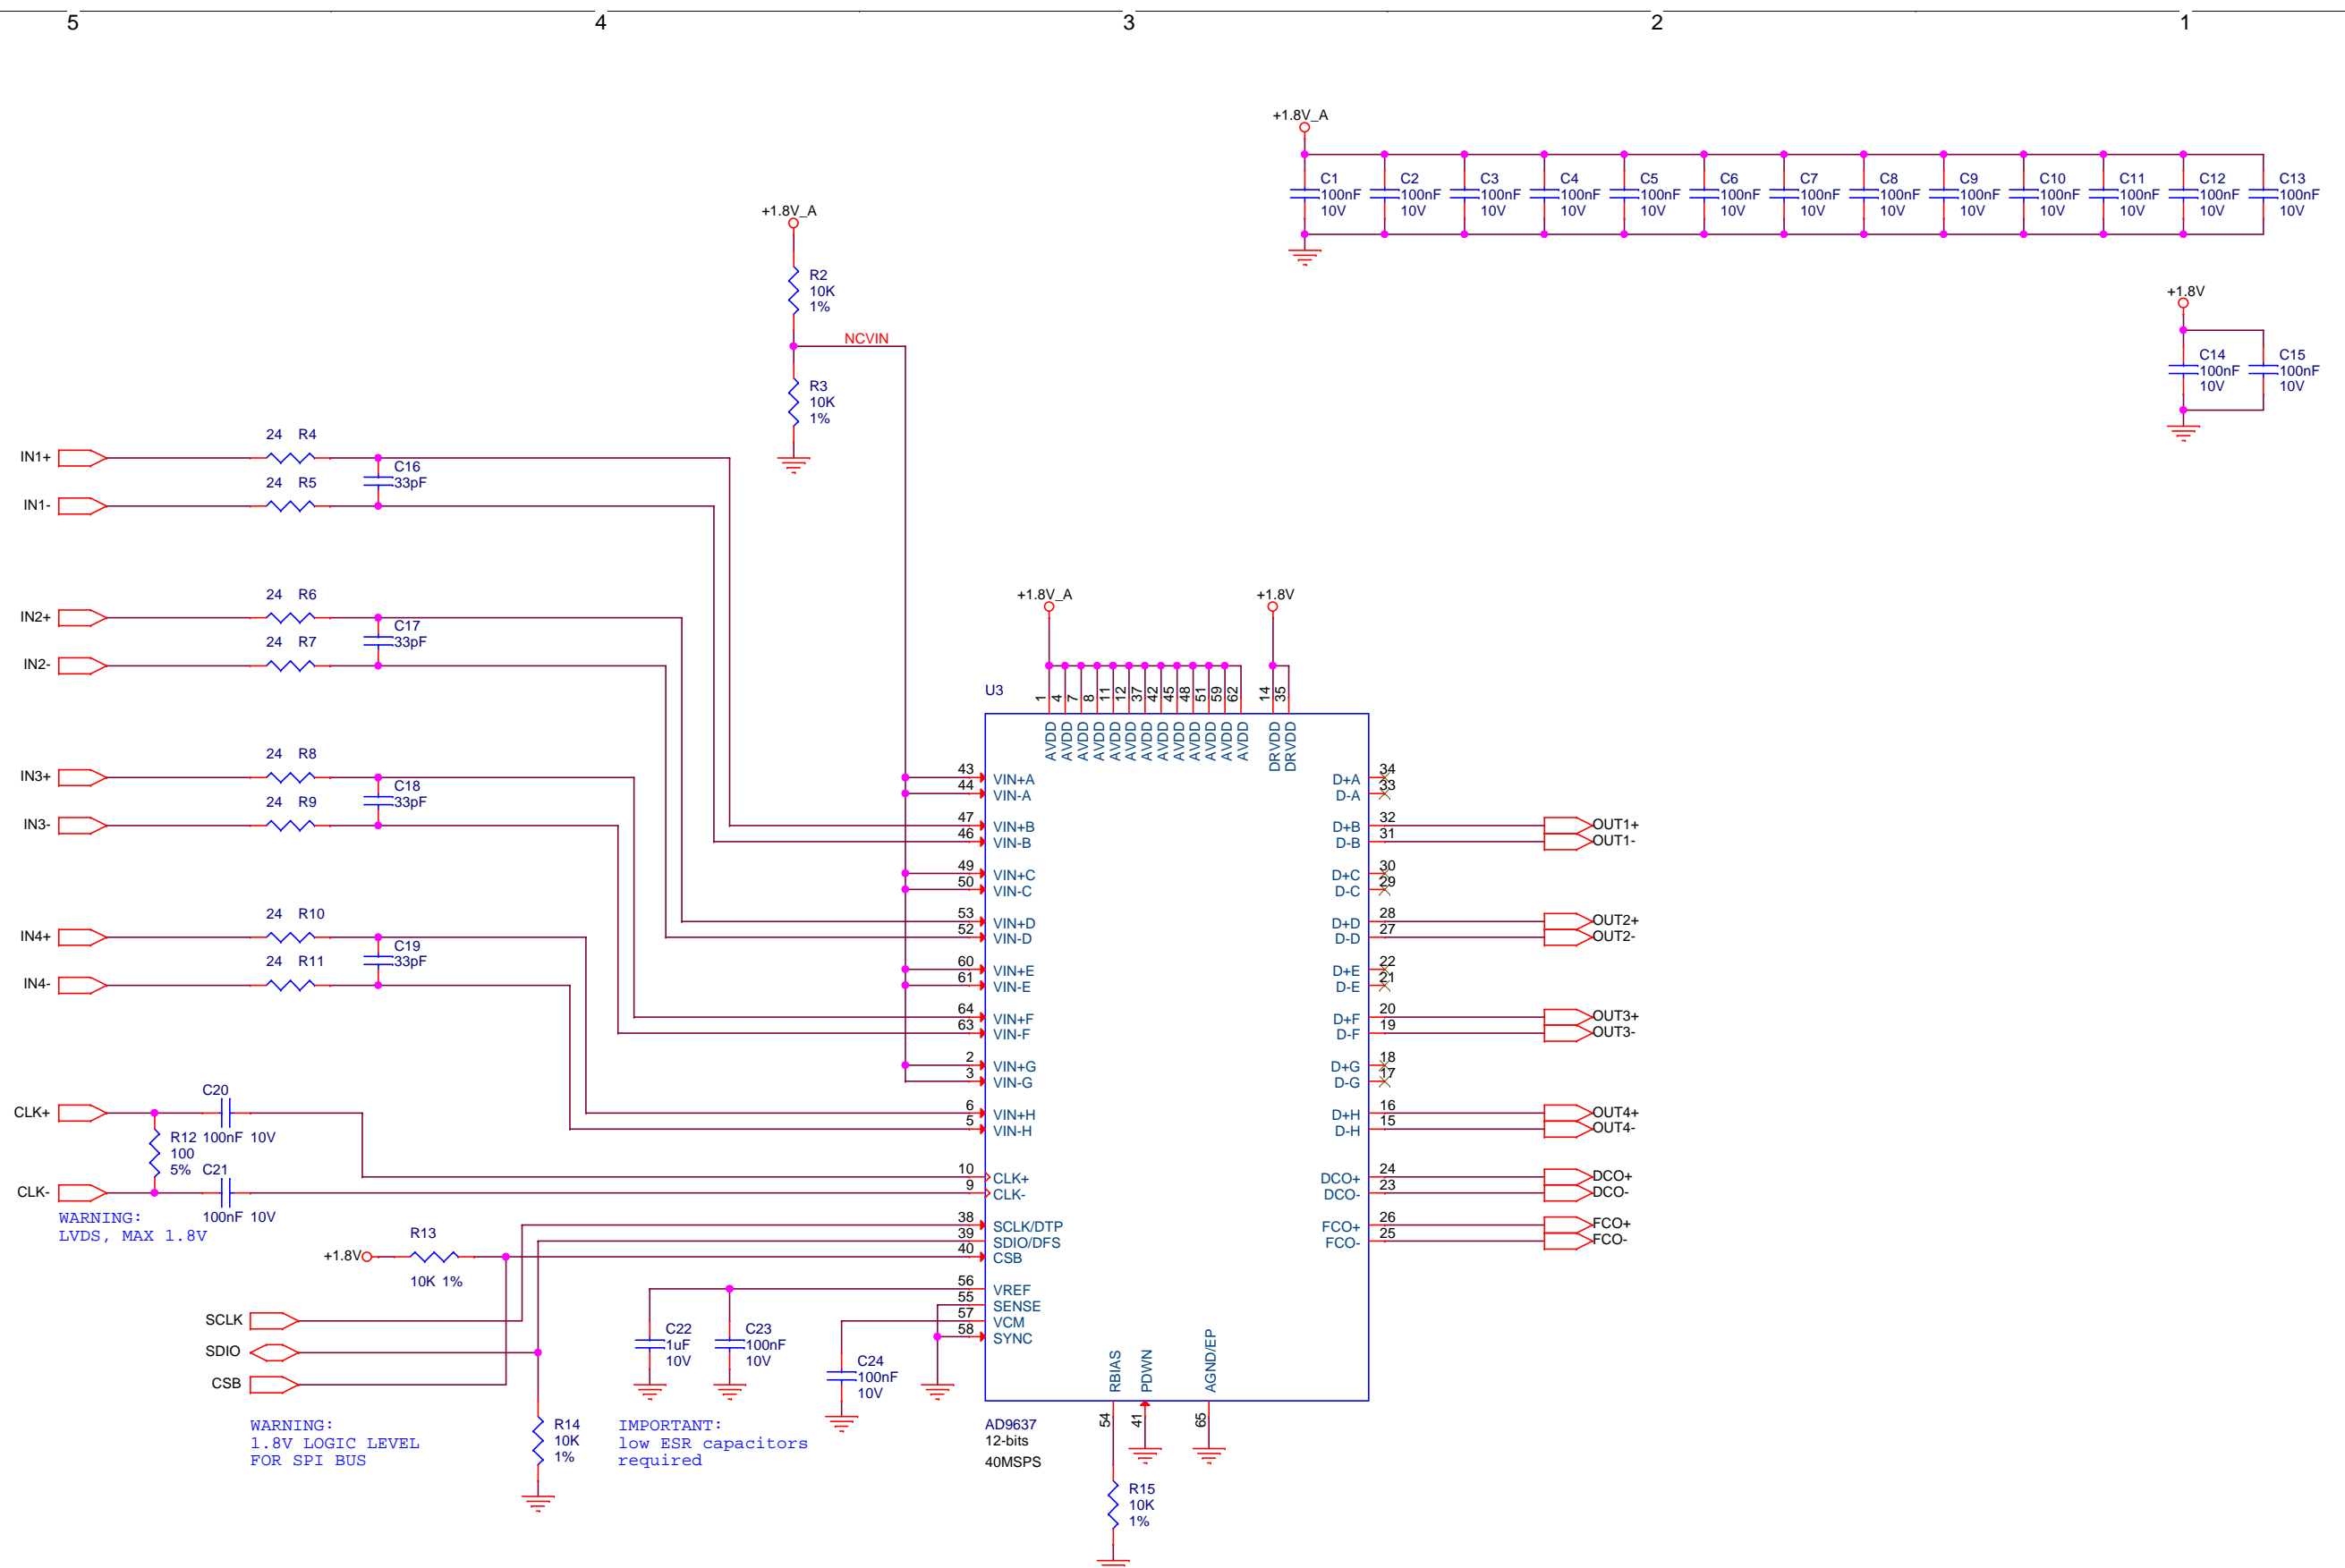 5 4 3 2 1
+1.8V_A
C1 C2 C3 C4 C5 C6 C7 C8 C9 C10 C11 C12 C13
100nF 100nF 100nF 100nF 100nF 100nF 100nF 100nF 100nF 100nF 100nF 100nF 100nF
10V 10V 10V 10V 10V 10V 10V 10V 10V 10V 10V 10V 10V
+1.8V_A
R2
10K
1%
NCVIN
R3
10K
1%
+1.8V
C14 C15
100nF 100nF
10V 10V
24 R4
IN1+
C16
33pF
24 R5
IN1-
24 R6
IN2+
C17
33pF
24 R7
IN2-
24 R8
IN3+
C18
33pF
24 R9
IN3-
24 R10
IN4+
C19
33pF
24 R11
IN4-
C20
CLK+
R12 100nF 10V
100
5% C21
CLK-
100nF 10V
WARNING:
LVDS, MAX 1.8V
R13
+1.8V
10K 1%
SCLK
SDIO
CSB
WARNING:
1.8V LOGIC LEVEL
FOR SPI BUS
R14
10K
1%
C22
1uF
10V
C23
100nF
10V
IMPORTANT:
low ESR capacitors
required
C24
100nF
10V
+1.8V_A +1.8V
U3
1 4 7 8 11 12 37 42 45 48 51 59 62 14 35
AVDD AVDD AVDD AVDD AVDD AVDD AVDD AVDD AVDD AVDD AVDD AVDD AVDD DRVDD DRVDD
43 VIN+A D+A 34
44 VIN-A D-A 33
47 VIN+B D+B 32 OUT1+
46 VIN-B D-B 31 OUT1-
49 VIN+C D+C 30
50 VIN-C D-C 29
53 VIN+D D+D 28 OUT2+
52 VIN-D D-D 27 OUT2-
60 VIN+E D+E 22
61 VIN-E D-E 21
64 VIN+F D+F 20 OUT3+
63 VIN-F D-F 19 OUT3-
2 VIN+G D+G 18
3 VIN-G D-G 17
6 VIN+H D+H 16 OUT4+
5 VIN-H D-H 15 OUT4-
10 CLK+ DCO+ 24 DCO+
9 CLK- DCO- 23 DCO-
38 SCLK/DTP FCO+ 26 FCO+
39 SDIO/DFS FCO- 25 FCO-
40 CSB
56 VREF
55 SENSE
57 VCM
58 SYNC
RBIAS PDWN AGND/EP
54 41 65
AD9637
12-bits
40MSPS
R15
10K
1%